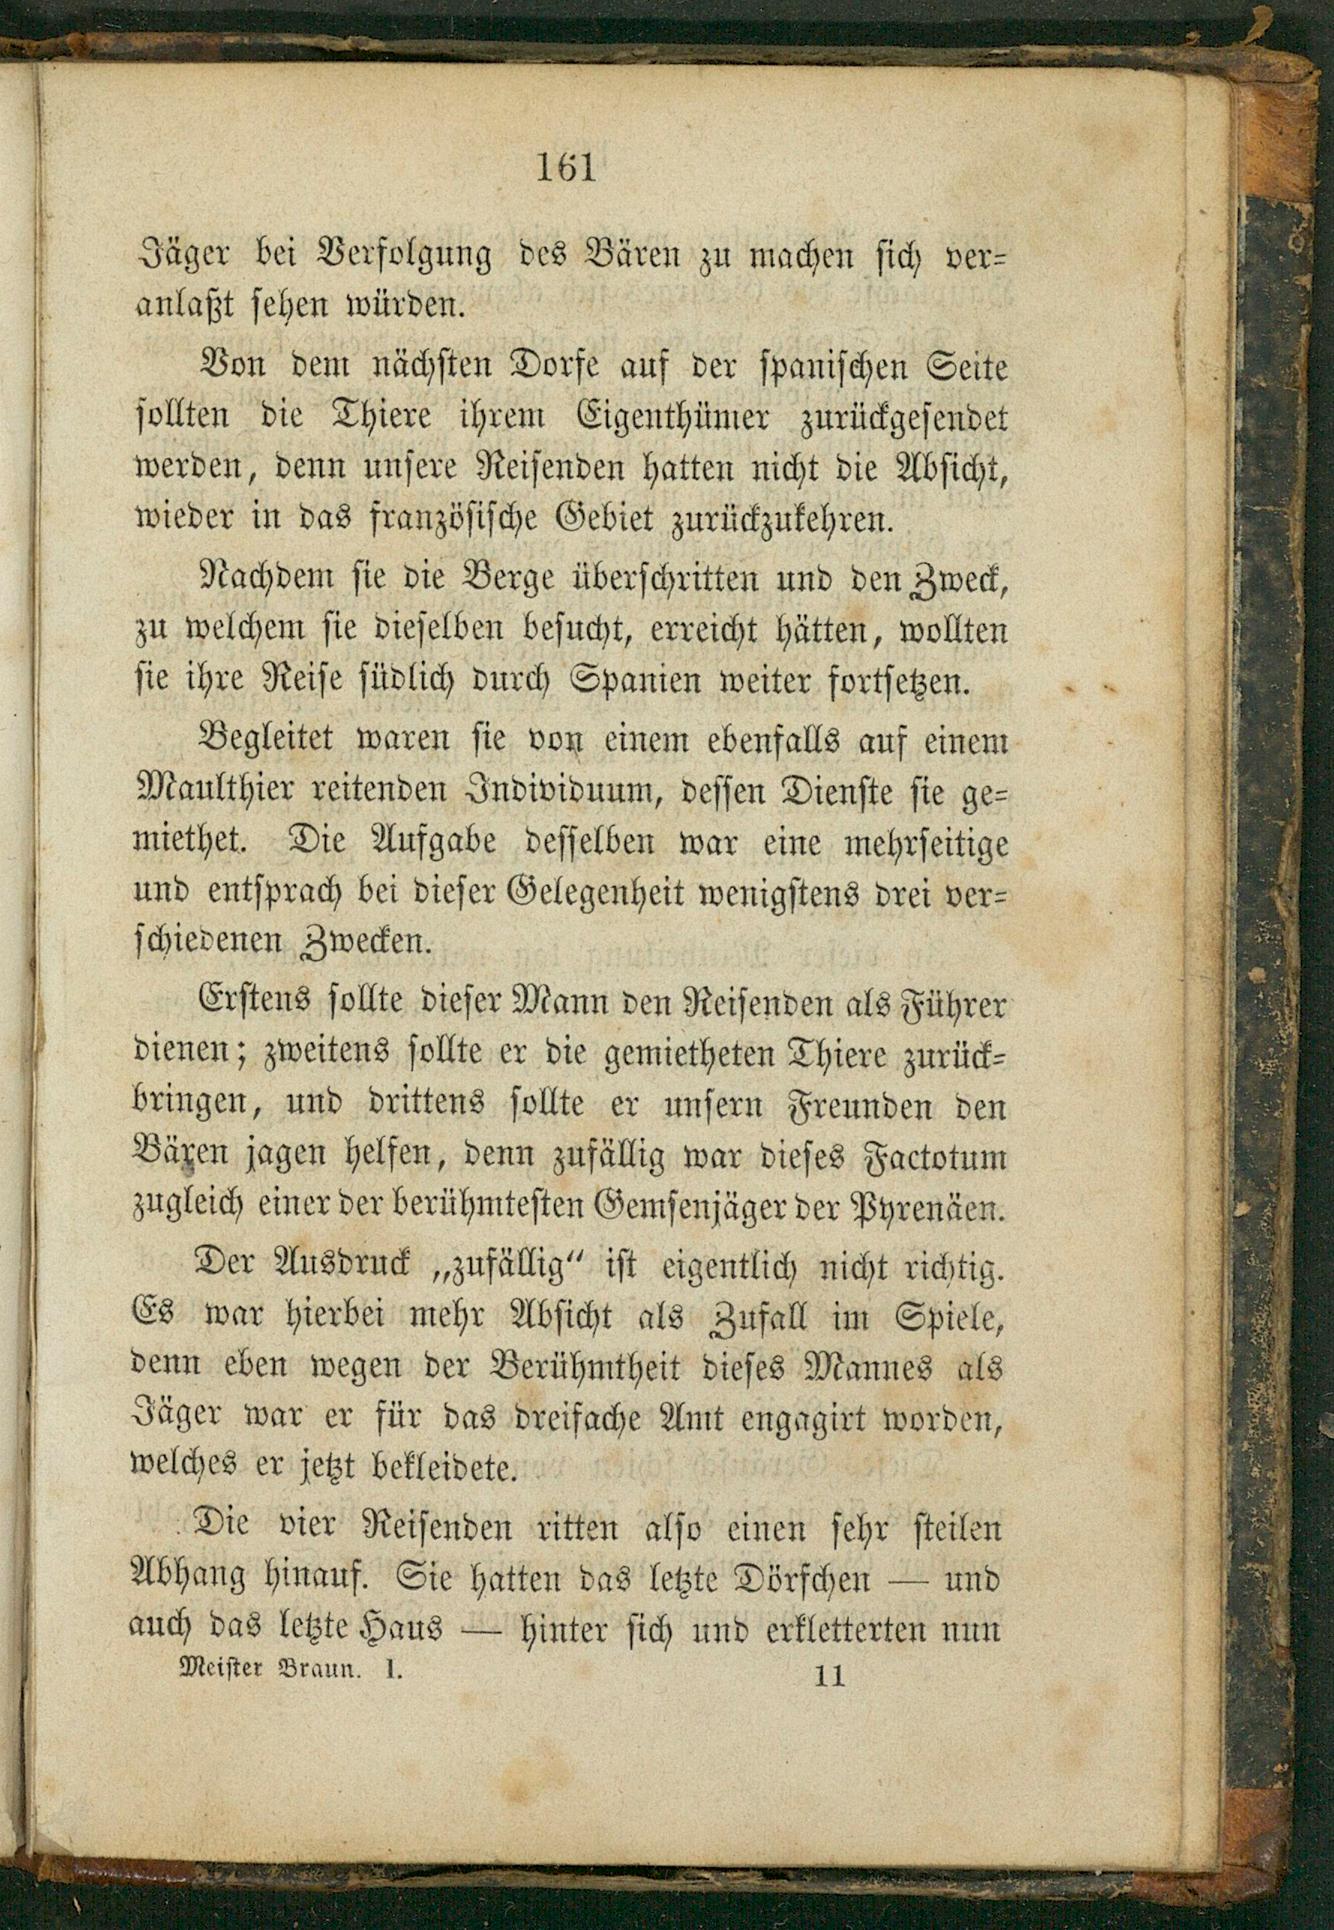 161
Jäger bei Verfolgung des Bären zu machen sich ver=
anlaßt sehen würden.
Von dem nächsten Dorfe auf der spanischen Seite
sollten die Thiere ihrem Eigenthümer zurückgesendet
werden, denn unsere Reisenden hatten nicht die Absicht,
wieder in das französische Gebiet zurückzukehren.
Nachdem sie die Berge überschritten und den Zweck,
zu welchem sie dieselben besucht, erreicht hätten, wollten
sie ihre Reise südlich durch Spanien weiter fortsetzen.
Begleitet waren sie von einem ebenfalls auf einem
Maulthier reitenden Individuum, dessen Dienste sie ge=
miethet. Die Aufgabe desselben war eine mehrseitige
und entsprach bei dieser Gelegenheit wenigstens drei ver=
schiedenen Zwecken.
Erstens sollte dieser Mann den Reisenden als Führer
dienen; zweitens sollte er die gemietheten Thiere zurück=
bringen, und drittens sollte er unsern Freunden den
Bären jagen helfen, denn zufällig war dieses Factotum
zugleich einer der berühmtesten Gemsenjäger der Pyrenäen.
Der Ausdruck „zufällig“ ist eigentlich nicht richtig.
Es war hierbei mehr Absicht als Zufall im Spiele,
denn eben wegen der Berühmtheit dieses Mannes als
Jäger war er für das dreifache Amt engagirt worden,
welches er jetzt bekleidete.
Die vier Reisenden ritten also einen sehr steilen
Abhang hinauf. Sie hatten das letzte Dörfchen — und
auch das letzte Haus — hinter sich und erkletterten nun
Meister Braun. I. 11